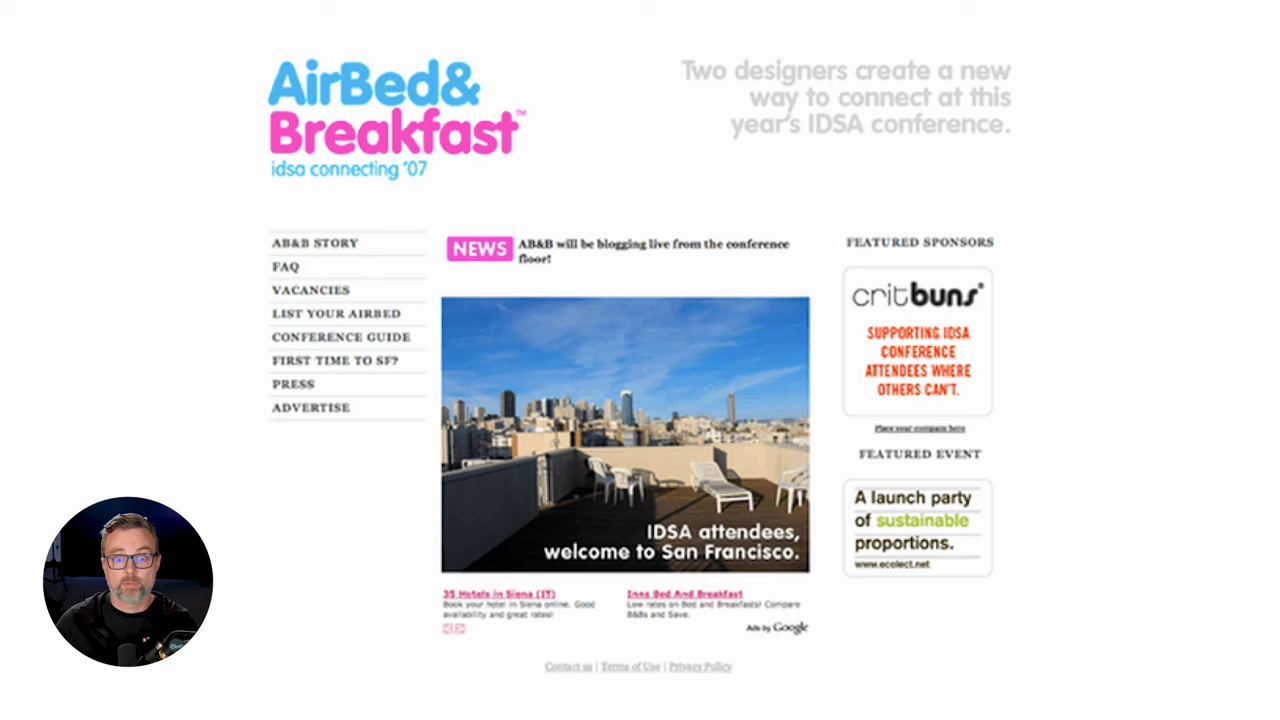 AirBed&
Breakfast™
idsa connecting '07
Two designers create a new
way to connect at this
year's IDSA conference.
AB&B STORY
FAQ
VACANCIES
LIST YOUR AIRBED
CONFERENCE GUIDE
FIRST TIME TO SF?
PRESS
ADVERTISE
NEWS
AB&B will be blogging live from the conference
floor!
IDSA attendees,
welcome to San Francisco.
35 Hotels in Siena (IT)
Book your hotel in Siena online. Good
availability and great rates!
Inns Bed And Breakfast
Low rates on Bed and Breakfasts! Compare
B&Bs and Save.
Ads by Google
FEATURED SPONSORS
critbuns®
SUPPORTING IDSA
CONFERENCE
ATTENDEES WHERE
OTHERS CAN'T.
Place your company here
FEATURED EVENT
A launch party
of sustainable
proportions.
www.ecolect.net
Contact us | Terms of Use | Privacy Policy